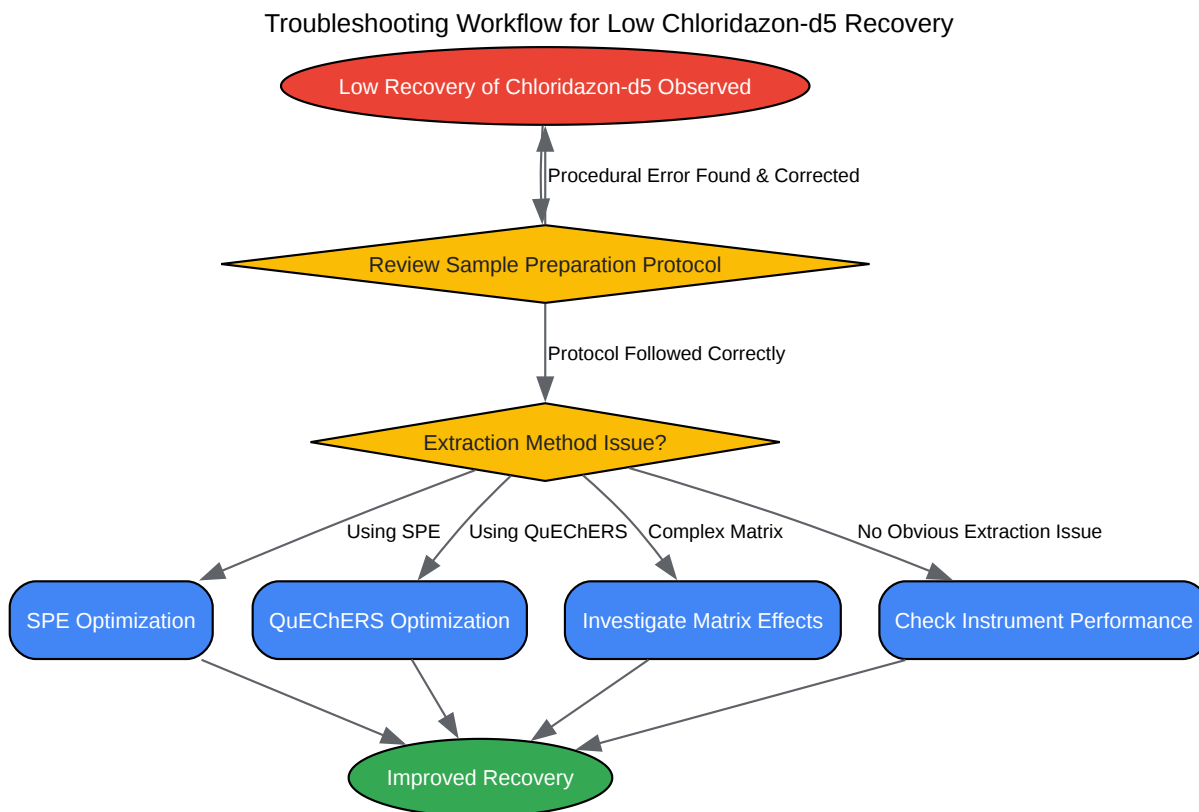 Troubleshooting Workflow for Low Chloridazon-d5 Recovery
Low Recovery of Chloridazon-d5 Observed
Procedural Error Found & Corrected
Review Sample Preparation Protocol
Protocol Followed Correctly
Extraction Method Issue?
Using SPE
Using QuEChERS
Complex Matrix
No Obvious Extraction Issue
SPE Optimization
QuEChERS Optimization
Investigate Matrix Effects
Check Instrument Performance
Improved Recovery